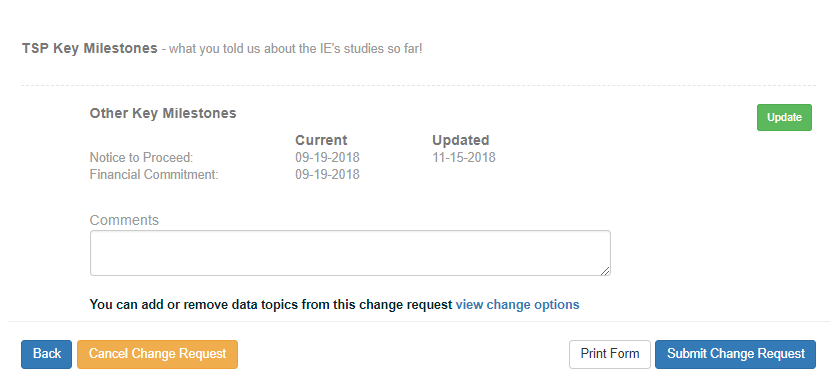 TSP Key Milestones - what you told us about the IE's studies so far!
Other Key Milestones
Update
Current Updated
Notice to Proceed: 09-19-2018 11-15-2018
Financial Commitment: 09-19-2018
Comments
You can add or remove data topics from this change request view change options
Back Cancel Change Request Print Form Submit Change Request